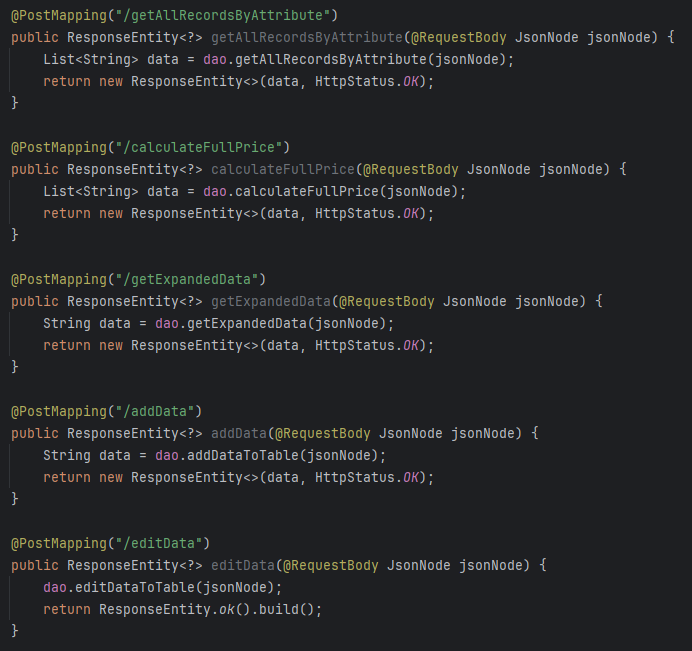 @PostMapping("/getAllRecordsByAttribute")
public ResponseEntity<?> getAllRecordsByAttribute(@RequestBody JsonNode jsonNode) {
    List<String> data = dao.getAllRecordsByAttribute(jsonNode);
    return new ResponseEntity<>(data, HttpStatus.OK);
}

@PostMapping("/calculateFullPrice")
public ResponseEntity<?> calculateFullPrice(@RequestBody JsonNode jsonNode) {
    List<String> data = dao.calculateFullPrice(jsonNode);
    return new ResponseEntity<>(data, HttpStatus.OK);
}

@PostMapping("/getExpandedData")
public ResponseEntity<?> getExpandedData(@RequestBody JsonNode jsonNode) {
    String data = dao.getExpandedData(jsonNode);
    return new ResponseEntity<>(data, HttpStatus.OK);
}

@PostMapping("/addData")
public ResponseEntity<?> addData(@RequestBody JsonNode jsonNode) {
    String data = dao.addDataToTable(jsonNode);
    return new ResponseEntity<>(data, HttpStatus.OK);
}

@PostMapping("/editData")
public ResponseEntity<?> editData(@RequestBody JsonNode jsonNode) {
    dao.editDataToTable(jsonNode);
    return ResponseEntity.ok().build();
}